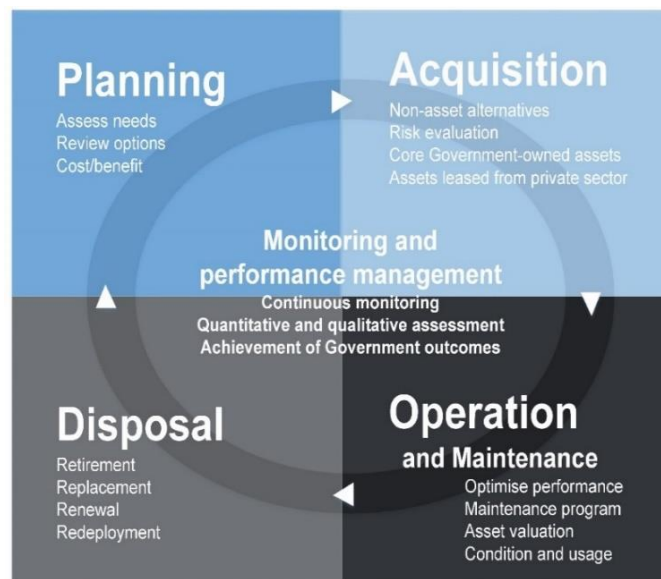 Planning
Assess needs
Review options
Cost/benefit
Acquisition
Non-asset alternatives
Risk evaluation
Core Government-owned assets
Assets leased from private sector
Monitoring and
performance management
Continuous monitoring
Quantitative and qualitative assessment
Achievement of Government outcomes
Disposal
Retirement
Replacement
Renewal
Redeployment
Operation
and Maintenance
Optimise performance
Maintenance program
Asset valuation
Condition and usage